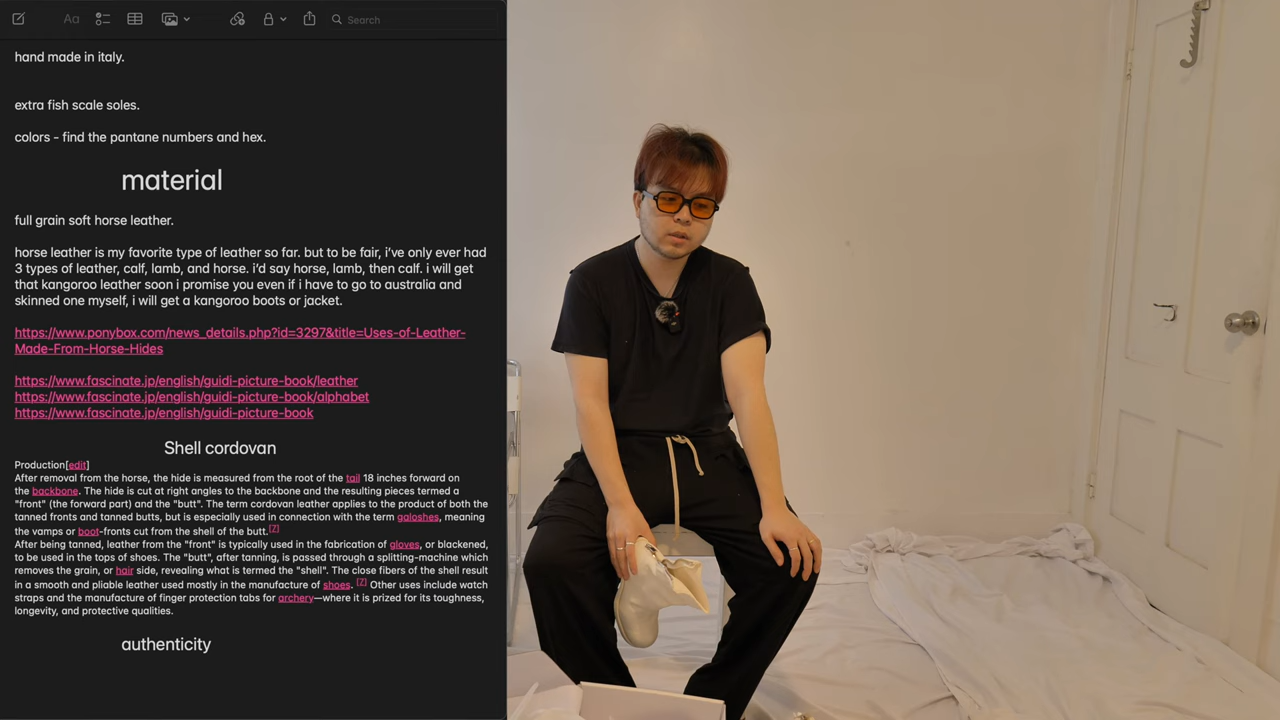 Aa
Search
hand made in italy.
extra fish scale soles.
colors - find the pantane numbers and hex.
material
full grain soft horse leather.
horse leather is my favorite type of leather so far. but to be fair, i've only ever had
3 types of leather, calf, lamb, and horse. i'd say horse, lamb, then calf. i will get
that kangoroo leather soon i promise you even if i have to go to australia and
skinned one myself, i will get a kangoroo boots or jacket.
https://www.ponybox.com/news_details.php?id=3297&title=Uses-of-Leather-
Made-From-Horse-Hides
https://www.fascinate.jp/english/guidi-picture-book/leather
https://www.fascinate.jp/english/guidi-picture-book/alphabet
https://www.fascinate.jp/english/guidi-picture-book
Shell cordovan
Production[edit]
After removal from the horse, the hide is measured from the root of the tail 18 inches forward on
the backbone. The hide is cut at right angles to the backbone and the resulting pieces termed a
"front" (the forward part) and the "butt". The term cordovan leather applies to the product of both the
tanned fronts and tanned butts, but is especially used in connection with the term galoshes, meaning
the vamps or boot-fronts cut from the shell of the butt.[7]
After being tanned, leather from the "front" is typically used in the fabrication of gloves, or blackened,
to be used in the tops of shoes. The "butt", after tanning, is passed through a splitting-machine which
removes the grain, or hair side, revealing what is termed the "shell". The close fibers of the shell result
in a smooth and pliable leather used mostly in the manufacture of shoes. [7] Other uses include watch
straps and the manufacture of finger protection tabs for archery—where it is prized for its toughness,
longevity, and protective qualities.
authenticity